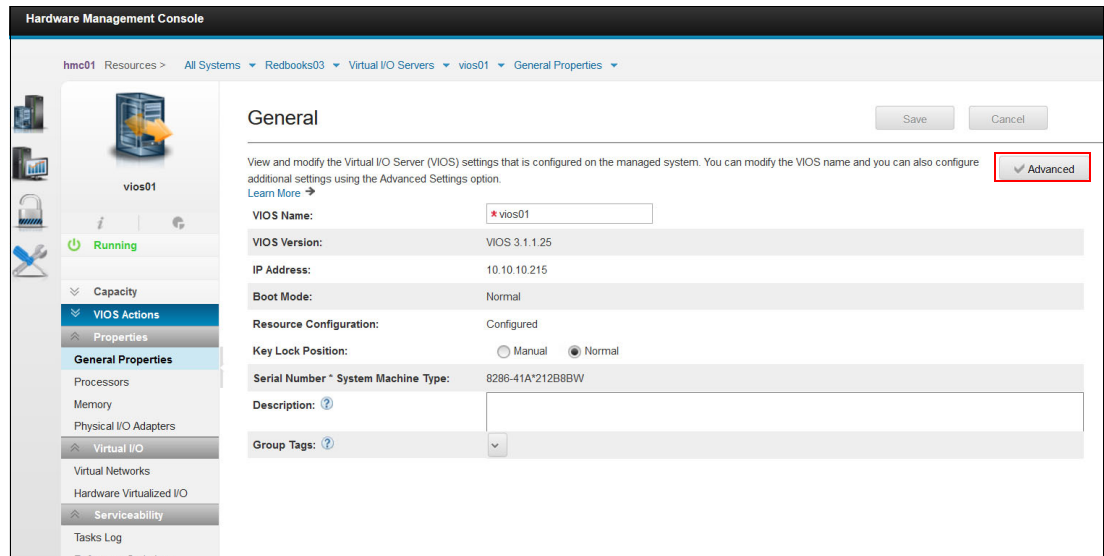 Hardware Management Console
hmc01 Resources > All Systems Redbooks03 Virtual I/O Servers vios01 General Properties
vios01
i
Running
Capacity
VIOS Actions
Properties
General Properties
Processors
Memory
Physical I/O Adapters
Virtual I/O
Virtual Networks
Hardware Virtualized I/O
Serviceability
Tasks Log
General
Save Cancel
View and modify the Virtual I/O Server (VIOS) settings that is configured on the managed system. You can modify the VIOS name and you can also configure
additional settings using the Advanced Settings option.
Learn More →
Advanced
VIOS Name: * vios01
VIOS Version: VIOS 3.1.1.25
IP Address: 10.10.10.215
Boot Mode: Normal
Resource Configuration: Configured
Key Lock Position: Manual Normal
Serial Number * System Machine Type: 8286-41A*212B8BW
Description: ?
Group Tags: ?